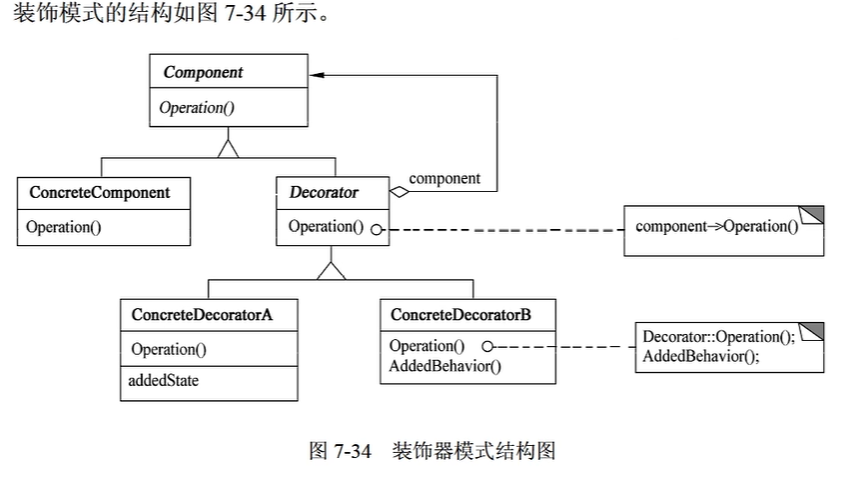 装饰模式的结构如图 7-34 所示。
Component
Operation()
ConcreteComponent
Operation()
Decorator
Operation()
component
component->Operation()
ConcreteDecoratorA
Operation()
addedState
ConcreteDecoratorB
Operation()
AddedBehavior()
Decorator::Operation();
AddedBehavior();
图 7-34 装饰器模式结构图